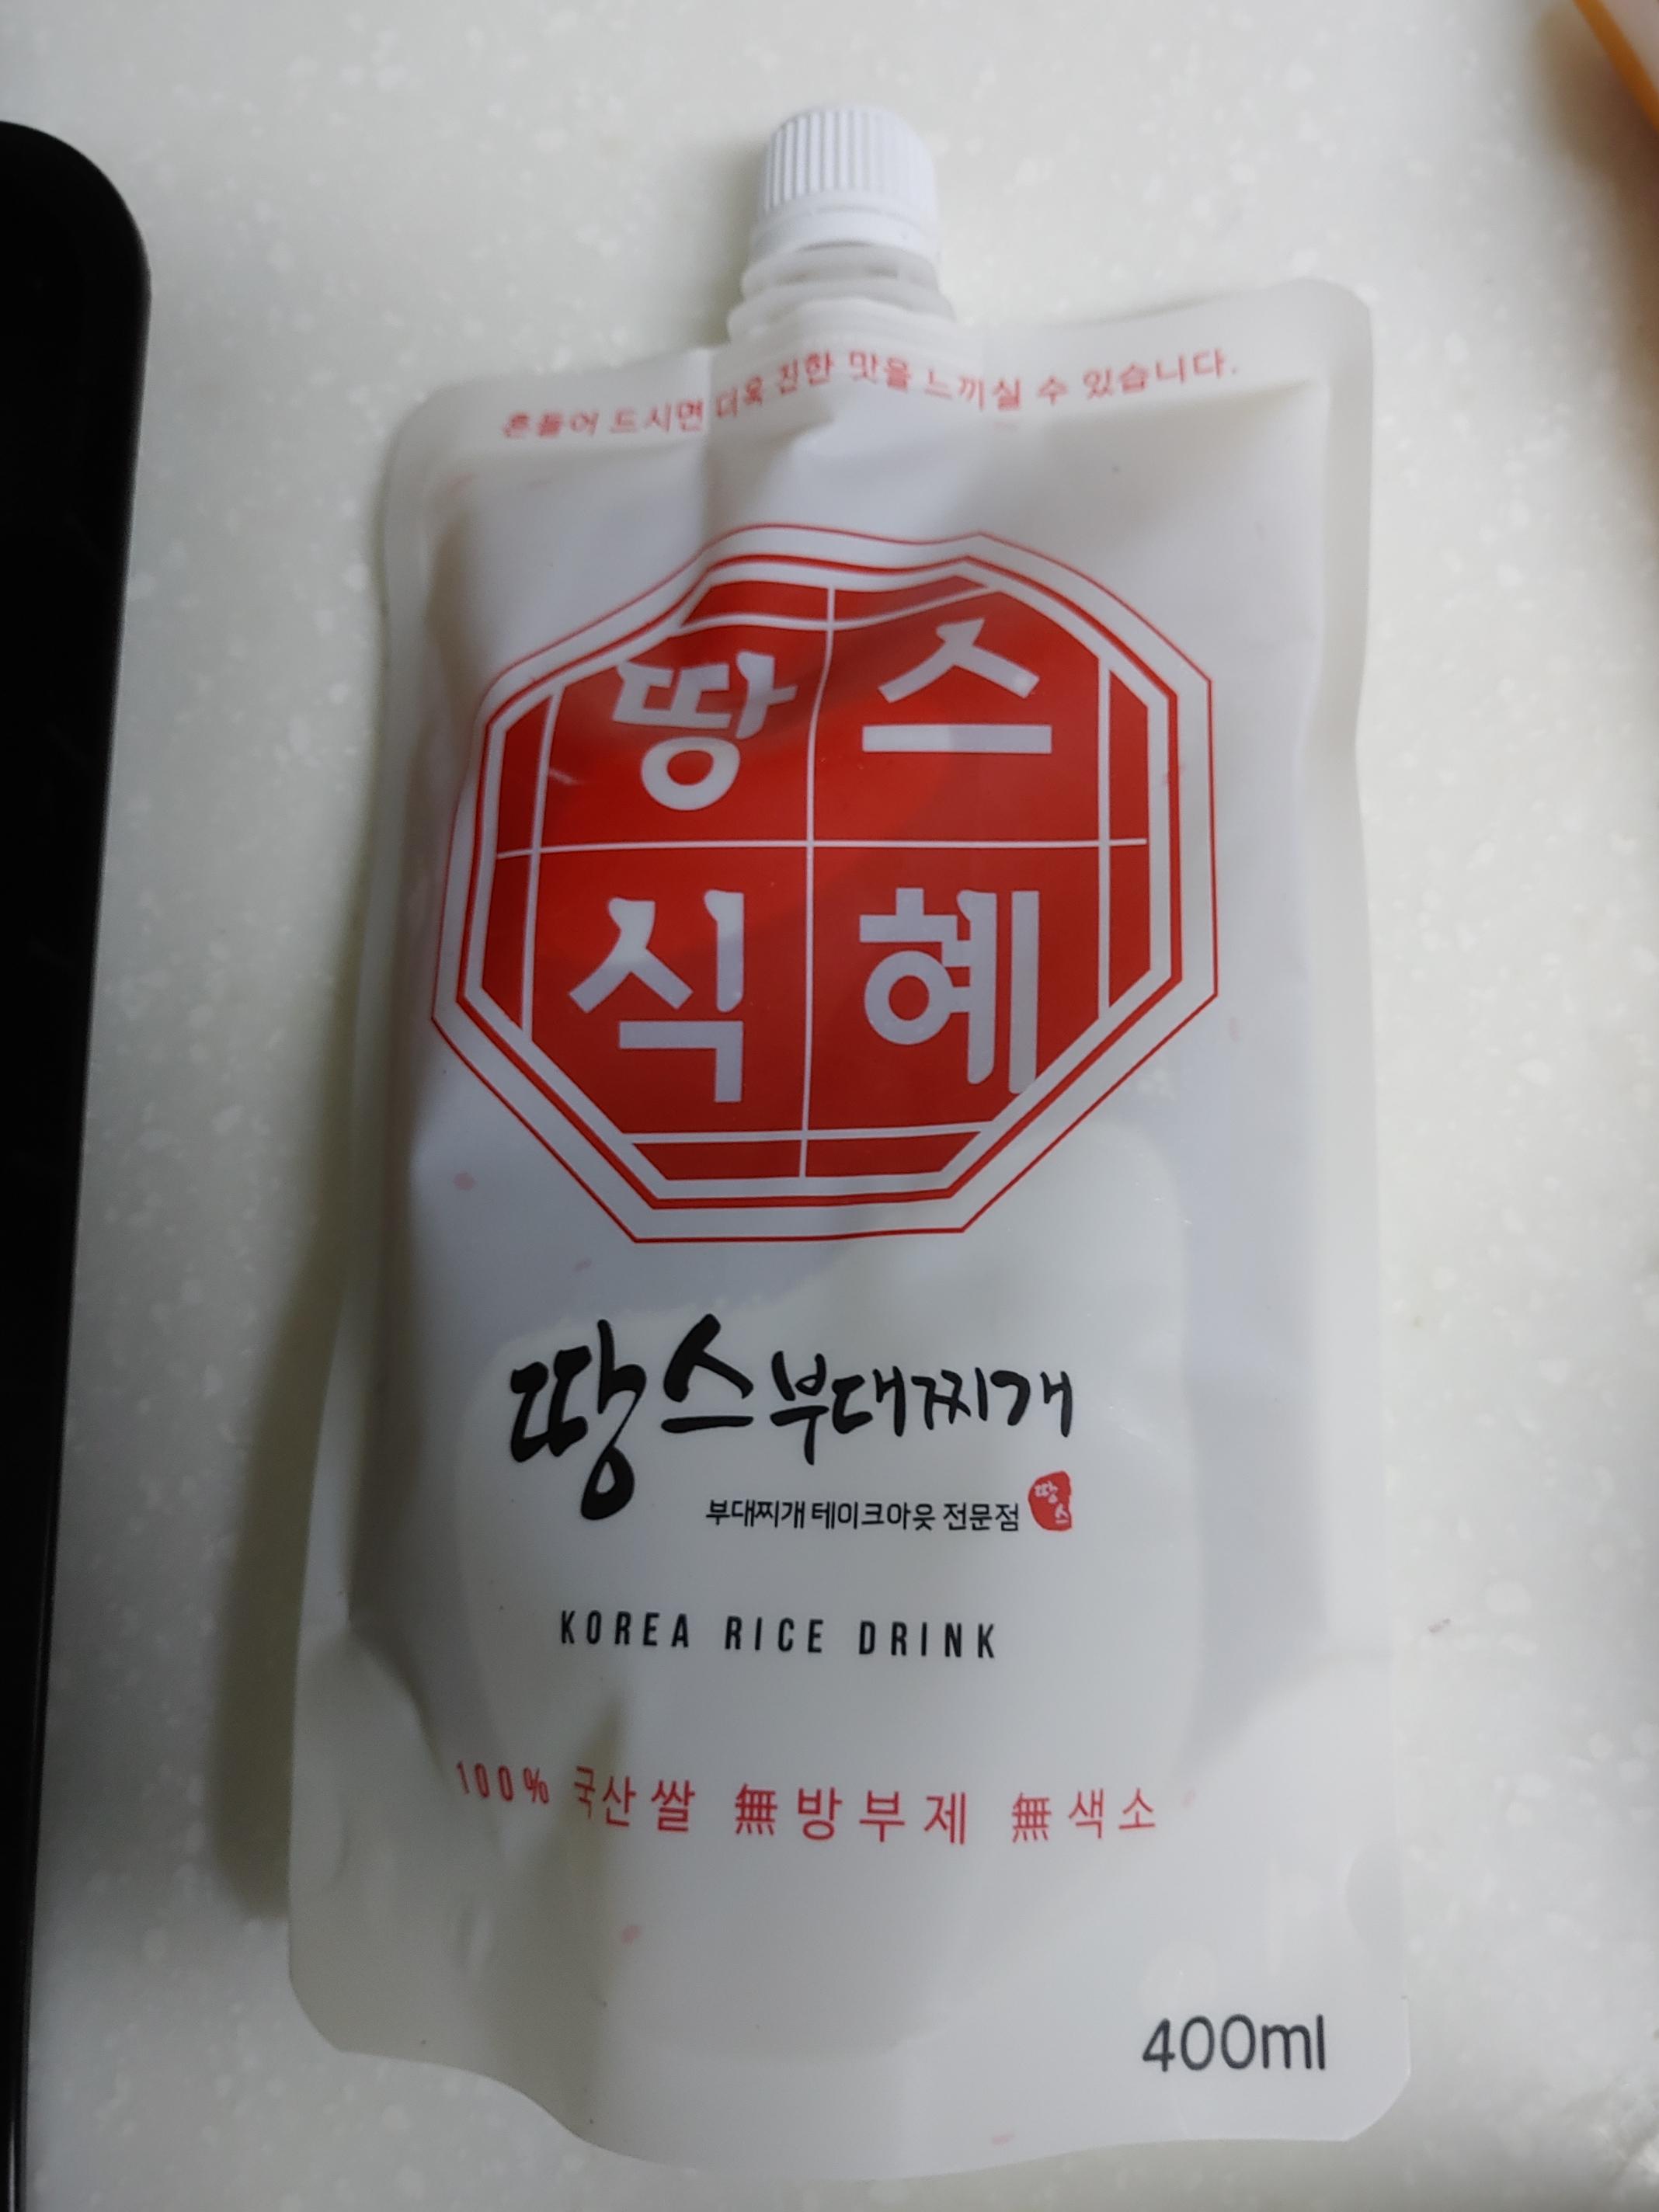 흔들어 드시면 더욱 진한 맛을 느끼실 수 있습니다.
땅스
식혜
땅스부대찌개
부대찌개 테이크아웃 전문점
땅스
KOREA RICE DRINK
100% 국산쌀 無방부제 無색소
400ml